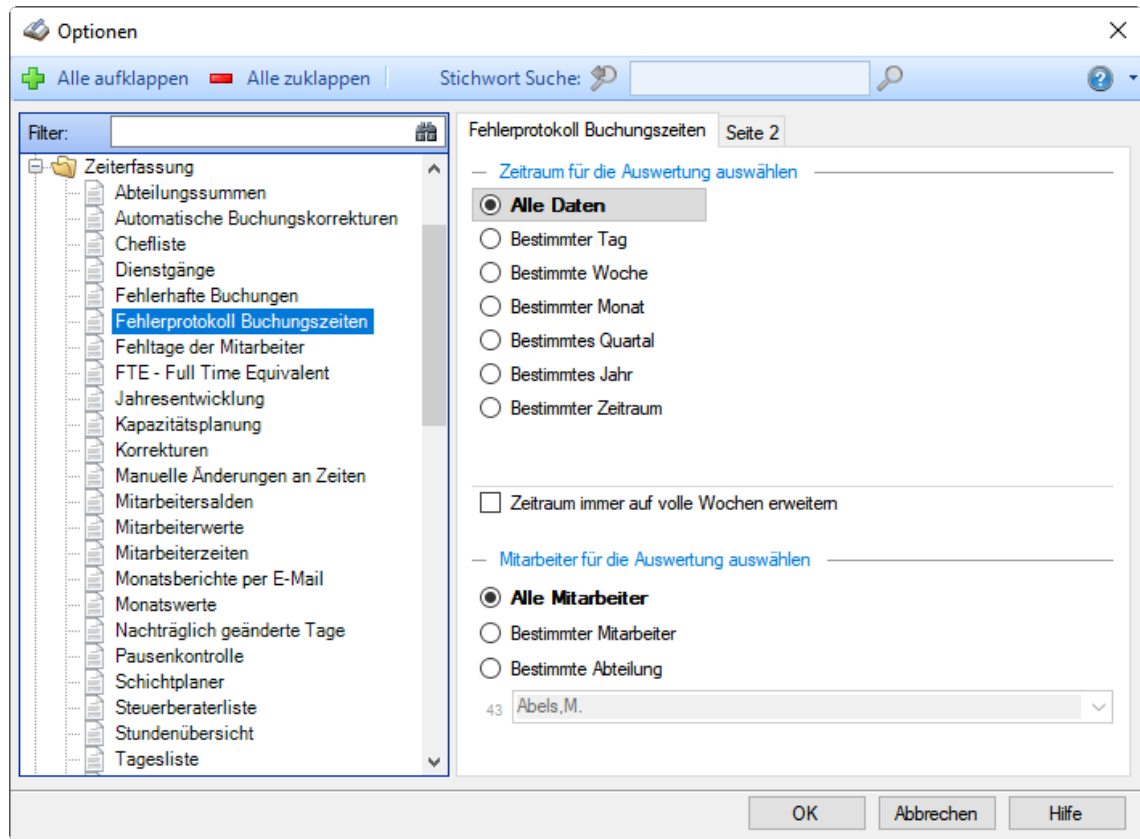 Optionen
Alle aufklappen Alle zuklappen Stichwort Suche:
Filter:
Zeiterfassung
Abteilungssummen
Automatische Buchungskorrekturen
Chefliste
Dienstgänge
Fehlerhafte Buchungen
Fehlerprotokoll Buchungszeiten
Fehltage der Mitarbeiter
FTE - Full Time Equivalent
Jahresentwicklung
Kapazitätsplanung
Korrekturen
Manuelle Änderungen an Zeiten
Mitarbeitersalden
Mitarbeiterwerte
Mitarbeiterzeiten
Monatsberichte per E-Mail
Monatswerte
Nachträglich geänderte Tage
Pausenkontrolle
Schichtplaner
Steuerberaterliste
Stundenübersicht
Tagesliste
Fehlerprotokoll Buchungszeiten Seite 2
Zeitraum für die Auswertung auswählen
Alle Daten
Bestimmter Tag
Bestimmte Woche
Bestimmter Monat
Bestimmtes Quartal
Bestimmtes Jahr
Bestimmter Zeitraum
Zeitraum immer auf volle Wochen erweitern
Mitarbeiter für die Auswertung auswählen
Alle Mitarbeiter
Bestimmter Mitarbeiter
Bestimmte Abteilung
43 Abels,M.
OK Abbrechen Hilfe